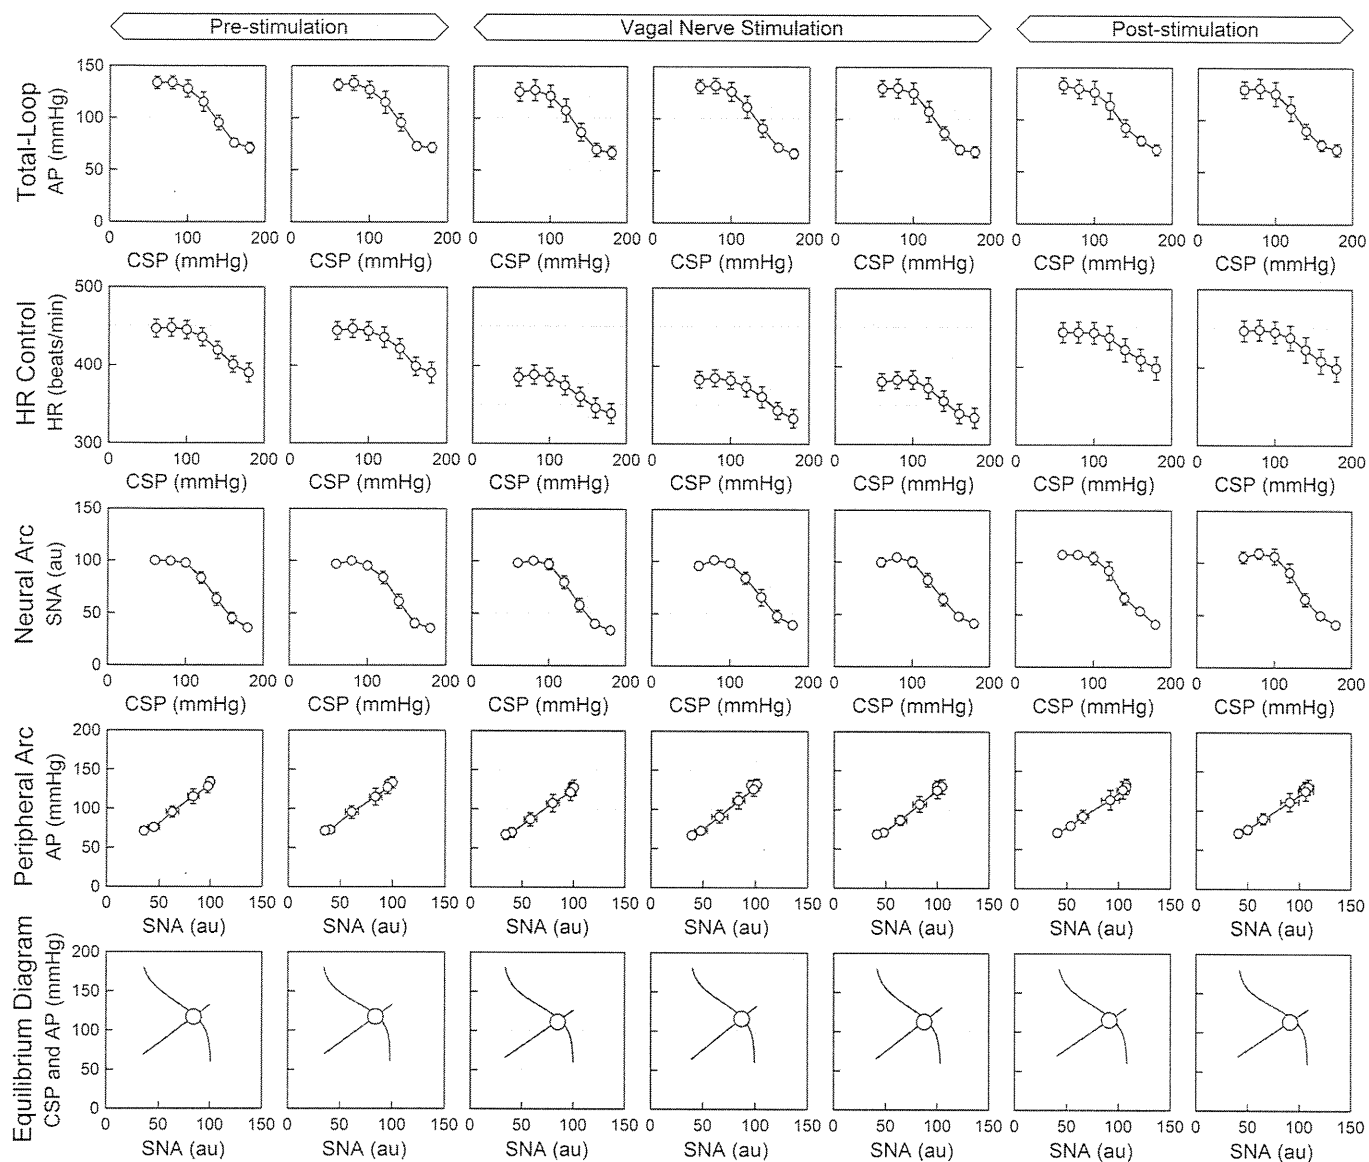 Pre-stimulation
Vagal Nerve Stimulation
Post-stimulation
Total-Loop
AP (mmHg)
150
100
50
0
0 100 200 0 100 200 0 100 200 0 100 200 0 100 200 0 100 200 0 100 200
CSP (mmHg) CSP (mmHg) CSP (mmHg) CSP (mmHg) CSP (mmHg) CSP (mmHg) CSP (mmHg)
HR Control
HR (beats/min)
500
400
300
0 100 200 0 100 200 0 100 200 0 100 200 0 100 200 0 100 200 0 100 200
CSP (mmHg) CSP (mmHg) CSP (mmHg) CSP (mmHg) CSP (mmHg) CSP (mmHg) CSP (mmHg)
Neural Arc
SNA (au)
150
100
50
0
0 100 200 0 100 200 0 100 200 0 100 200 0 100 200 0 100 200 0 100 200
CSP (mmHg) CSP (mmHg) CSP (mmHg) CSP (mmHg) CSP (mmHg) CSP (mmHg) CSP (mmHg)
Peripheral Arc
AP (mmHg)
200
150
100
50
0
0 50 100 150 0 50 100 150 0 50 100 150 0 50 100 150 0 50 100 150 0 50 100 150 0 50 100 150
SNA (au) SNA (au) SNA (au) SNA (au) SNA (au) SNA (au) SNA (au)
Equilibrium Diagram
CSP and AP (mmHg)
200
150
100
50
0
0 50 100 150 0 50 100 150 0 50 100 150 0 50 100 150 0 50 100 150 0 50 100 150 0 50 100 150
SNA (au) SNA (au) SNA (au) SNA (au) SNA (au) SNA (au) SNA (au)